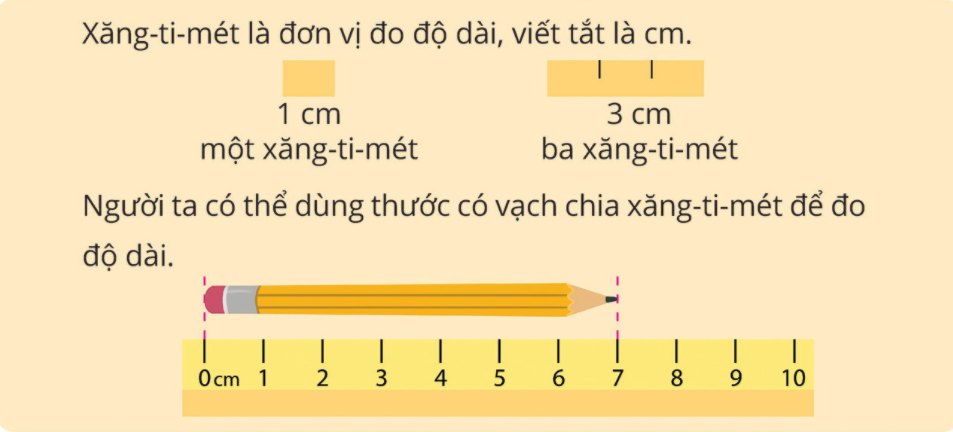 Xăng-ti-mét là đơn vị đo độ dài, viết tắt là cm.
1 cm 3 cm
một xăng-ti-mét ba xăng-ti-mét
Người ta có thể dùng thước có vạch chia xăng-ti-mét để đo
độ dài.
0 cm 1 2 3 4 5 6 7 8 9 10